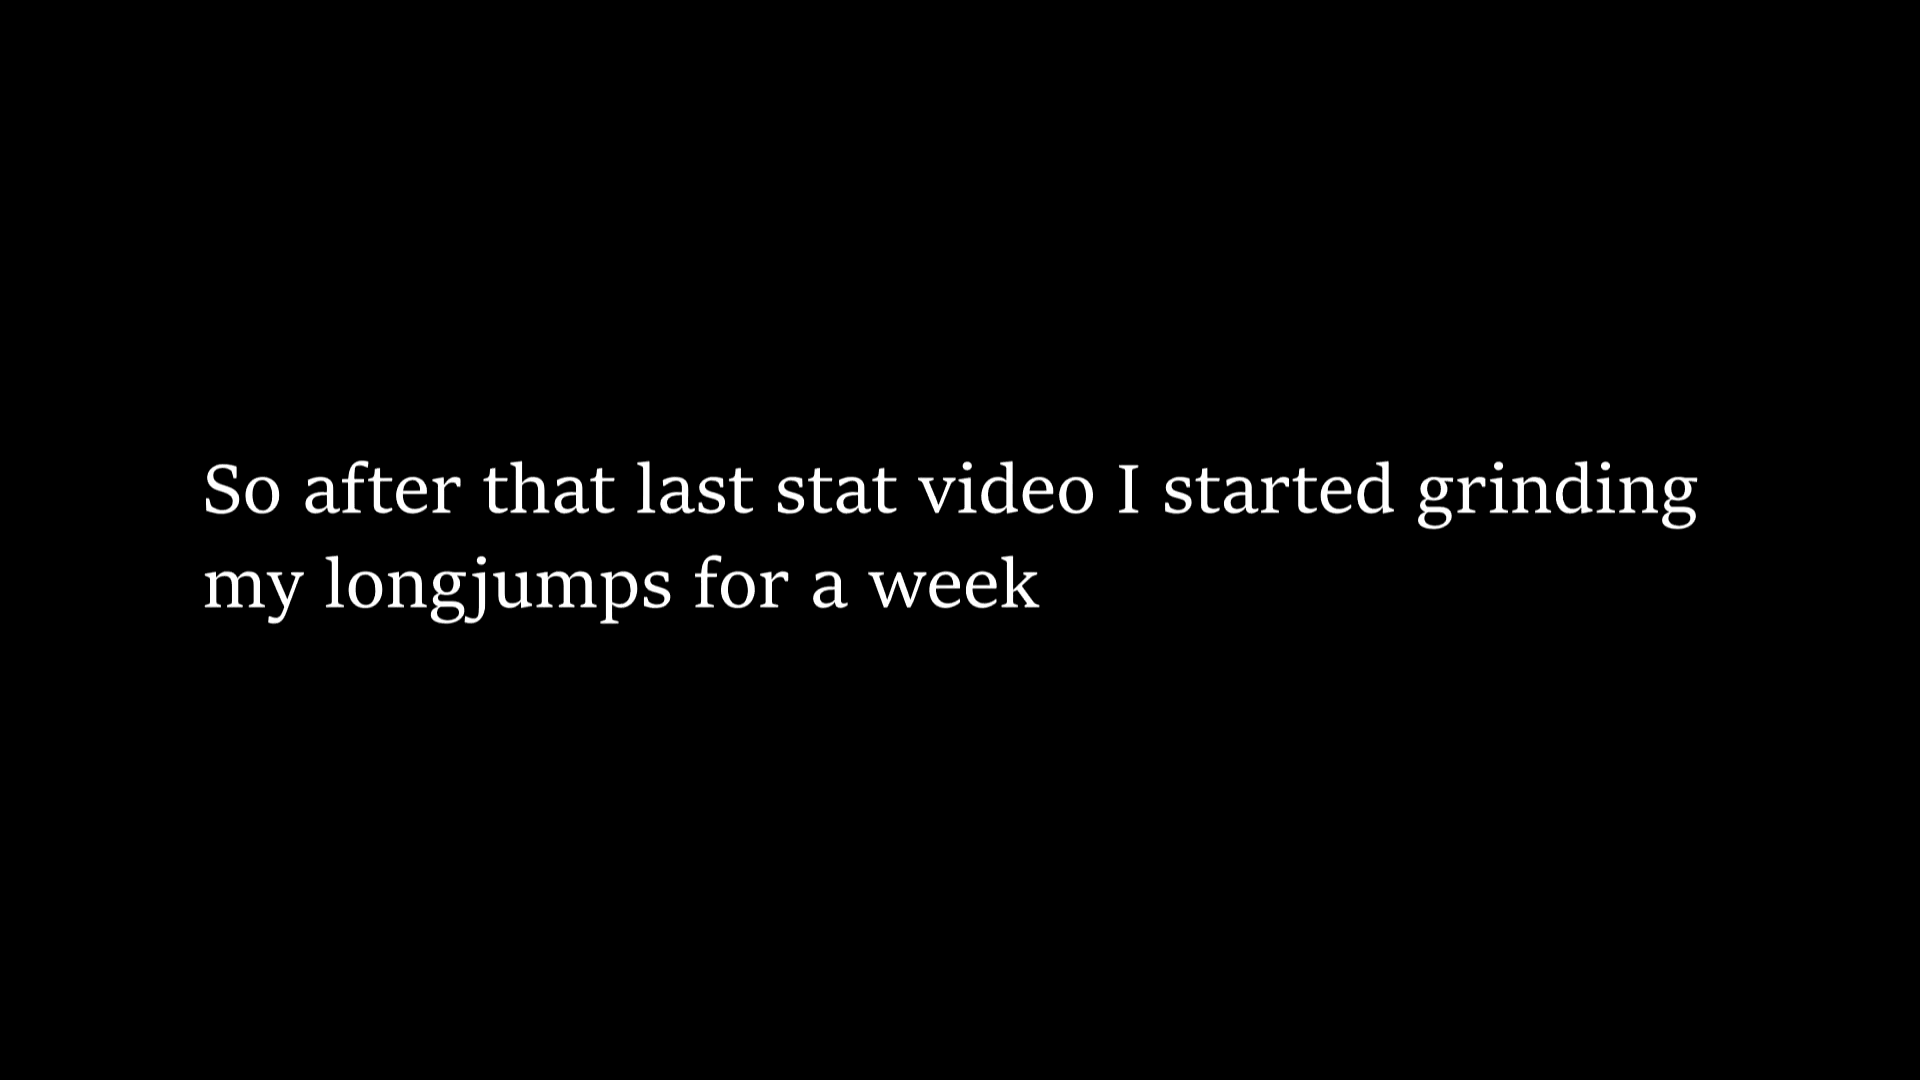 So after that last stat video I started grinding
my longjumps for a week